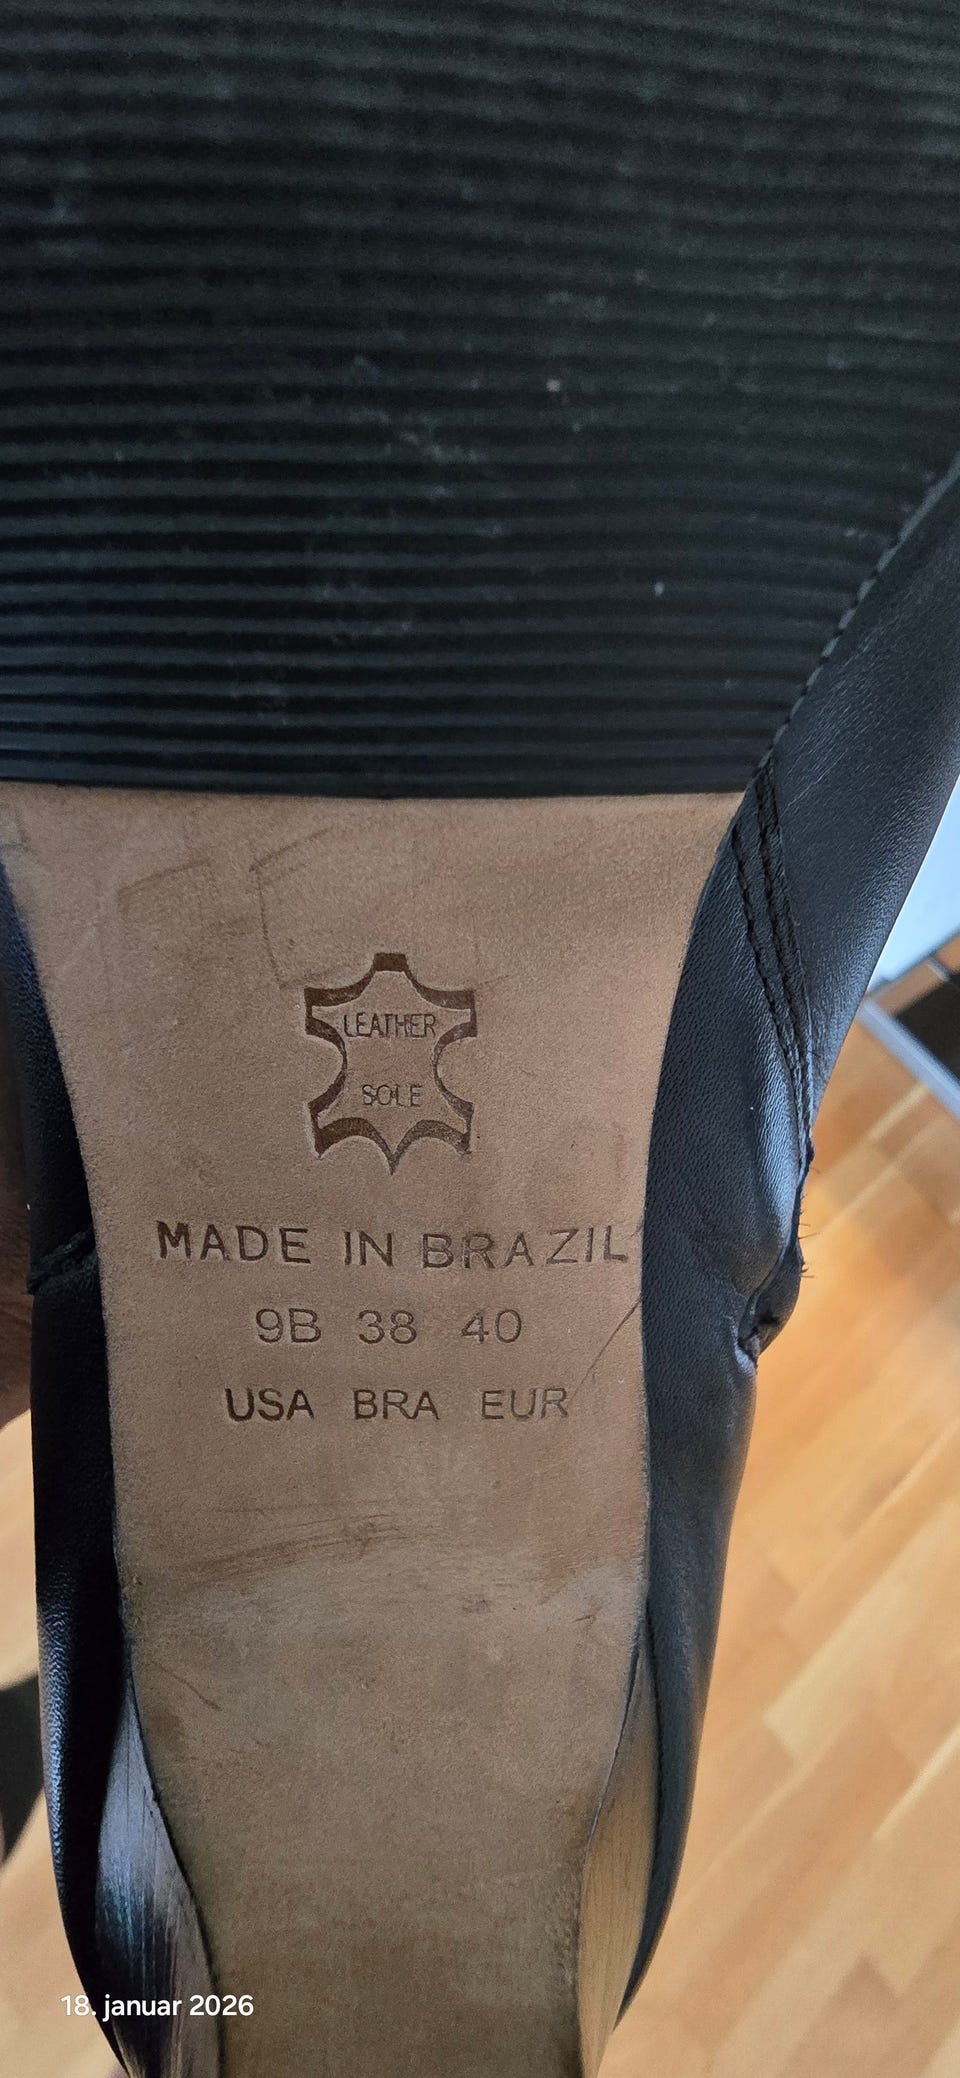 LEATHER
SOLE
MADE IN BRAZIL
9B 38 40
USA BRA EUR
18. januar 2026